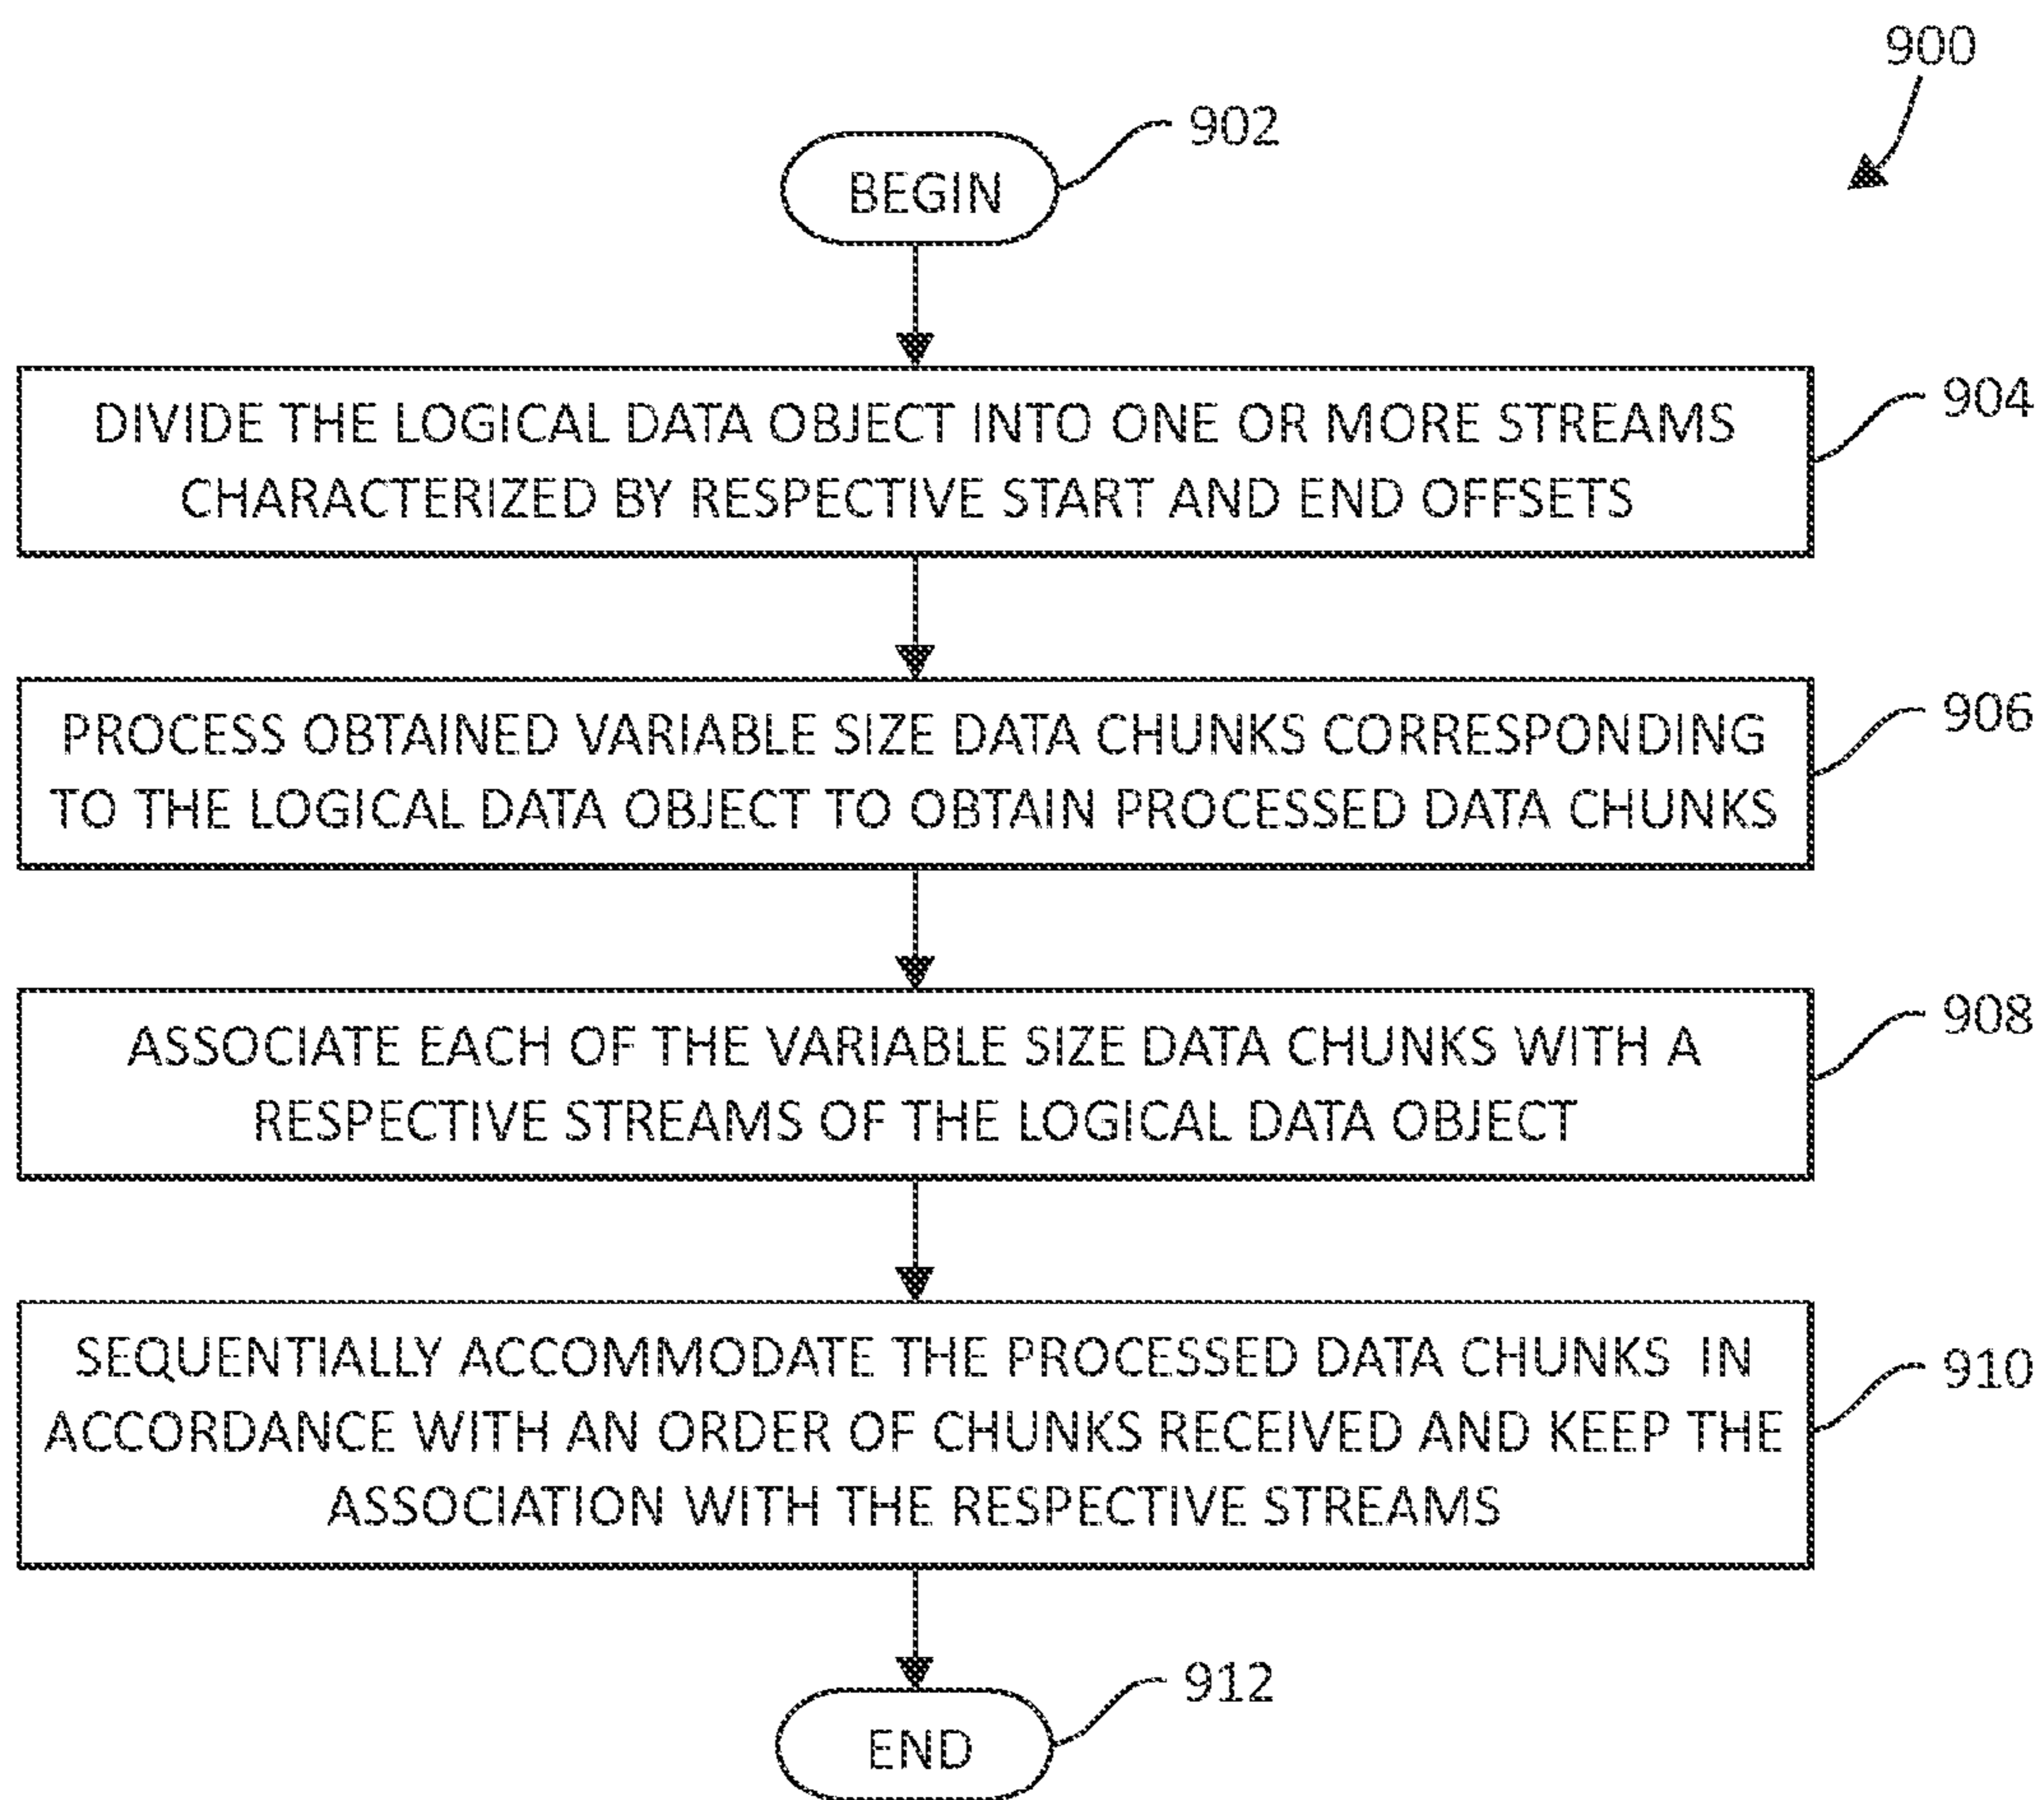 900
902
BEGIN
904
DIVIDE THE LOGICAL DATA OBJECT INTO ONE OR MORE STREAMS
CHARACTERIZED BY RESPECTIVE START AND END OFFSETS
906
PROCESS OBTAINED VARIABLE SIZE DATA CHUNKS CORRESPONDING
TO THE LOGICAL DATA OBJECT TO OBTAIN PROCESSED DATA CHUNKS
908
ASSOCIATE EACH OF THE VARIABLE SIZE DATA CHUNKS WITH A
RESPECTIVE STREAMS OF THE LOGICAL DATA OBJECT
910
SEQUENTIALLY ACCOMMODATE THE PROCESSED DATA CHUNKS IN
ACCORDANCE WITH AN ORDER OF CHUNKS RECEIVED AND KEEP THE
ASSOCIATION WITH THE RESPECTIVE STREAMS
912
END